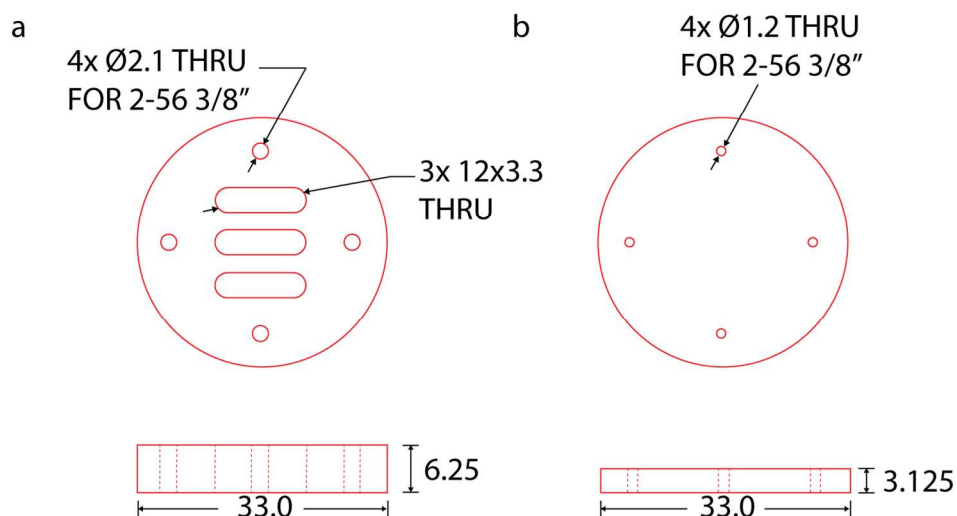 a
4x Ø2.1 THRU
FOR 2-56 3/8”
3x 12x3.3
THRU
6.25
33.0
b
4x Ø1.2 THRU
FOR 2-56 3/8”
3.125
33.0